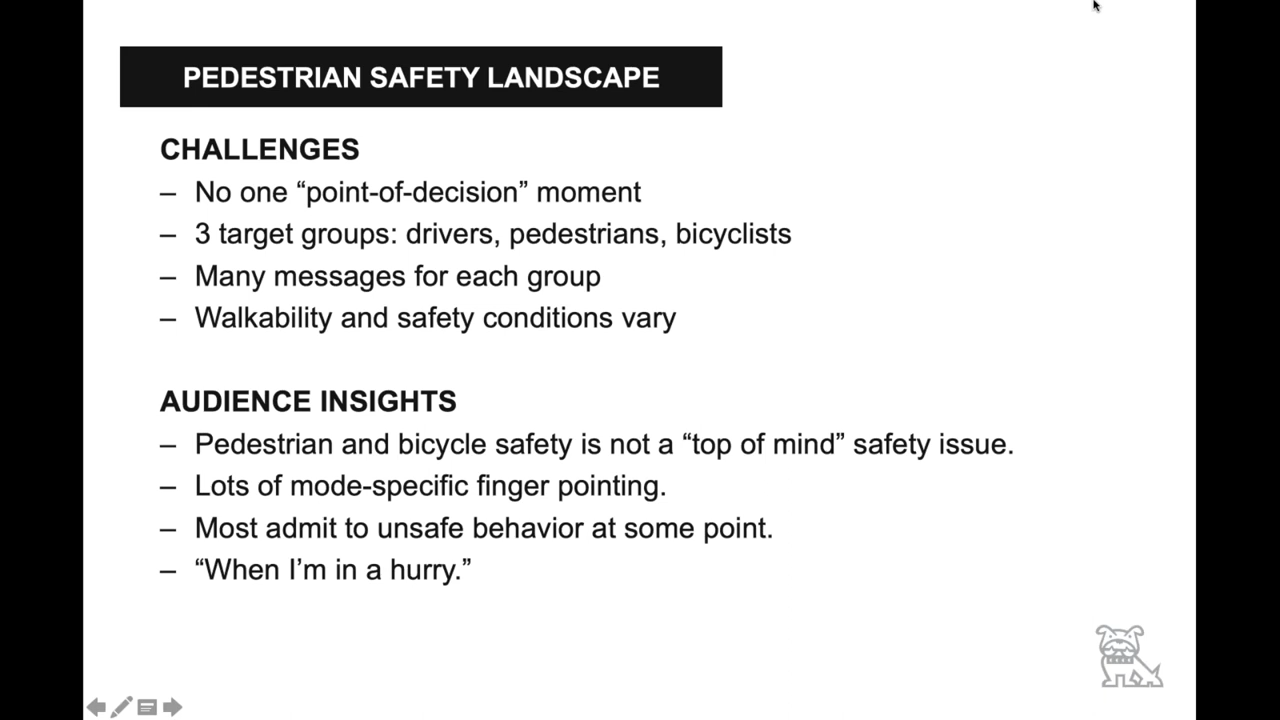 PEDESTRIAN SAFETY LANDSCAPE
CHALLENGES
– No one “point-of-decision” moment
– 3 target groups: drivers, pedestrians, bicyclists
– Many messages for each group
– Walkability and safety conditions vary
AUDIENCE INSIGHTS
– Pedestrian and bicycle safety is not a “top of mind” safety issue.
– Lots of mode-specific finger pointing.
– Most admit to unsafe behavior at some point.
– “When I’m in a hurry.”